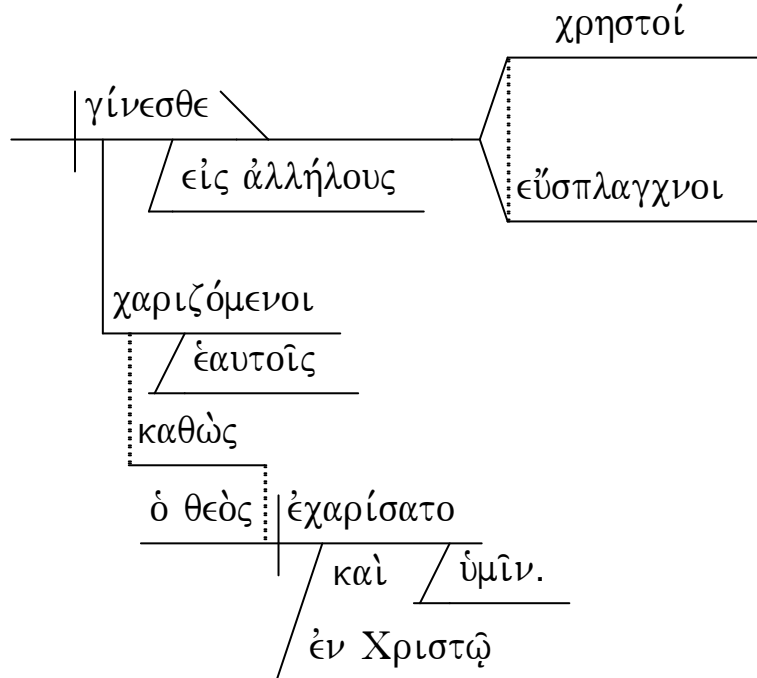 χρηστοί
γίνεσθε
εἰς ἀλλήλους
εὔσπλαγχνοι
χαριζόμενοι
ἑαυτοῖς
καθὼς
ὁ θεὸς ἐχαρίσατο
καὶ ὑμῖν.
ἐν Χριστῷ